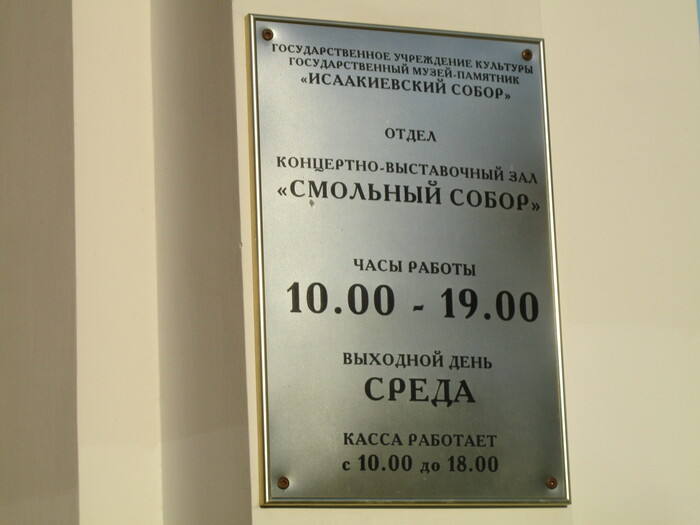 ГОСУДАРСТВЕННОЕ УЧРЕЖДЕНИЕ КУЛЬТУРЫ
ГОСУДАРСТВЕННЫЙ МУЗЕЙ-ПАМЯТНИК
«ИСААКИЕВСКИЙ СОБОР»
ОТДЕЛ
КОНЦЕРТНО-ВЫСТАВОЧНЫЙ ЗАЛ
«СМОЛЬНЫЙ СОБОР»
ЧАСЫ РАБОТЫ
10.00 - 19.00
ВЫХОДНОЙ ДЕНЬ
СРЕДА
КАССА РАБОТАЕТ
с 10.00 до 18.00